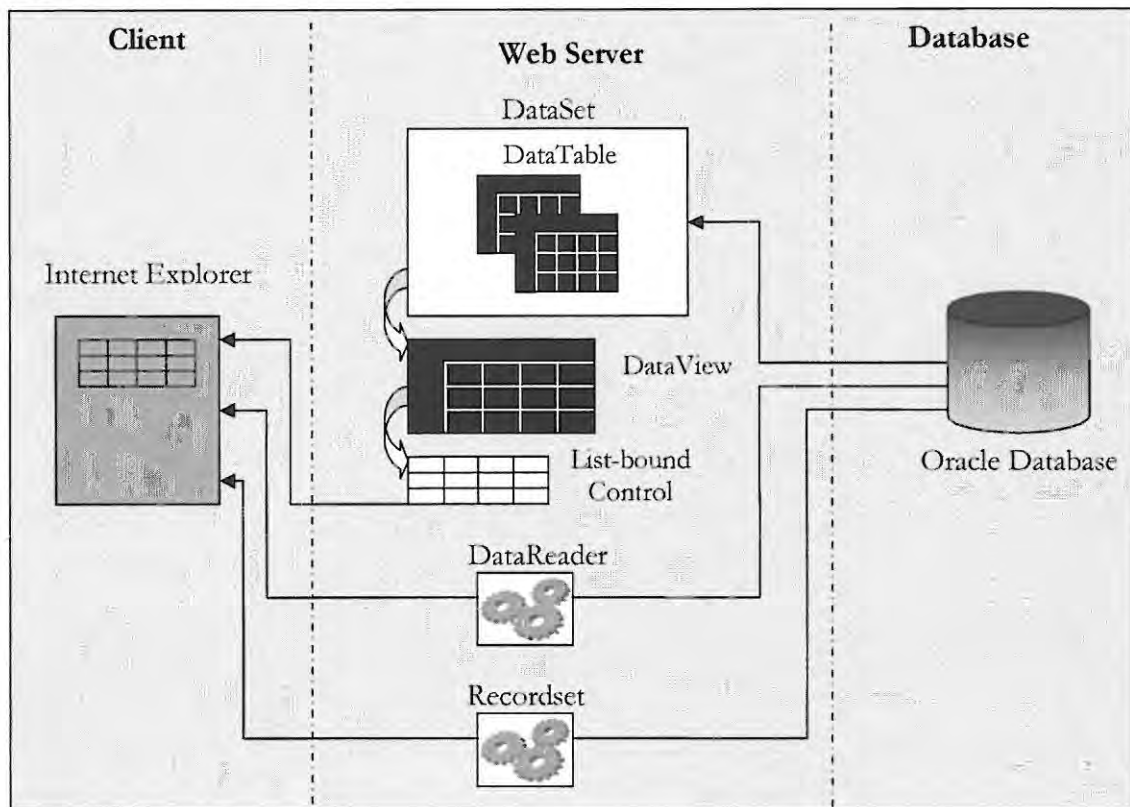 Client
Web Server
Database
DataSet
DataTable
Internet Explorer
DataView
List-bound
Control
Oracle Database
DataReader
Recordset